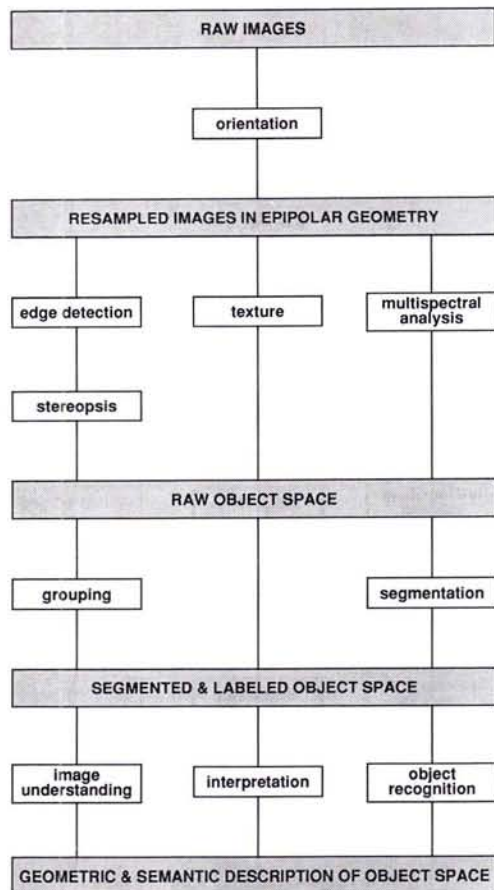 RAW IMAGES
orientation
RESAMPLED IMAGES IN EPIPOLAR GEOMETRY
edge detection
texture
multispectral
analysis
stereopsis
RAW OBJECT SPACE
grouping
segmentation
SEGMENTED & LABELED OBJECT SPACE
image
understanding
interpretation
object
recognition
GEOMETRIC & SEMANTIC DESCRIPTION OF OBJECT SPACE